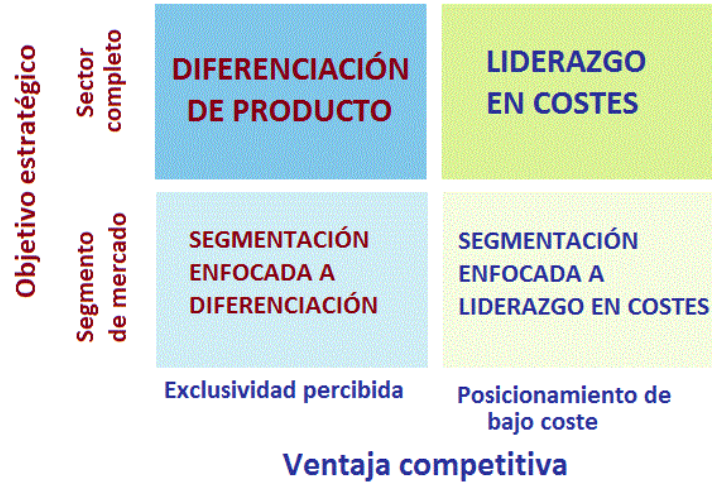 Objetivo estratégico
Sector
completo
DIFERENCIACIÓN
DE PRODUCTO
LIDERAZGO
EN COSTES
Segmento
de mercado
SEGMENTACIÓN
ENFOCADA A
DIFERENCIACIÓN
SEGMENTACIÓN
ENFOCADA A
LIDERAZGO EN COSTES
Exclusividad percibida
Posicionamiento de
bajo coste
Ventaja competitiva